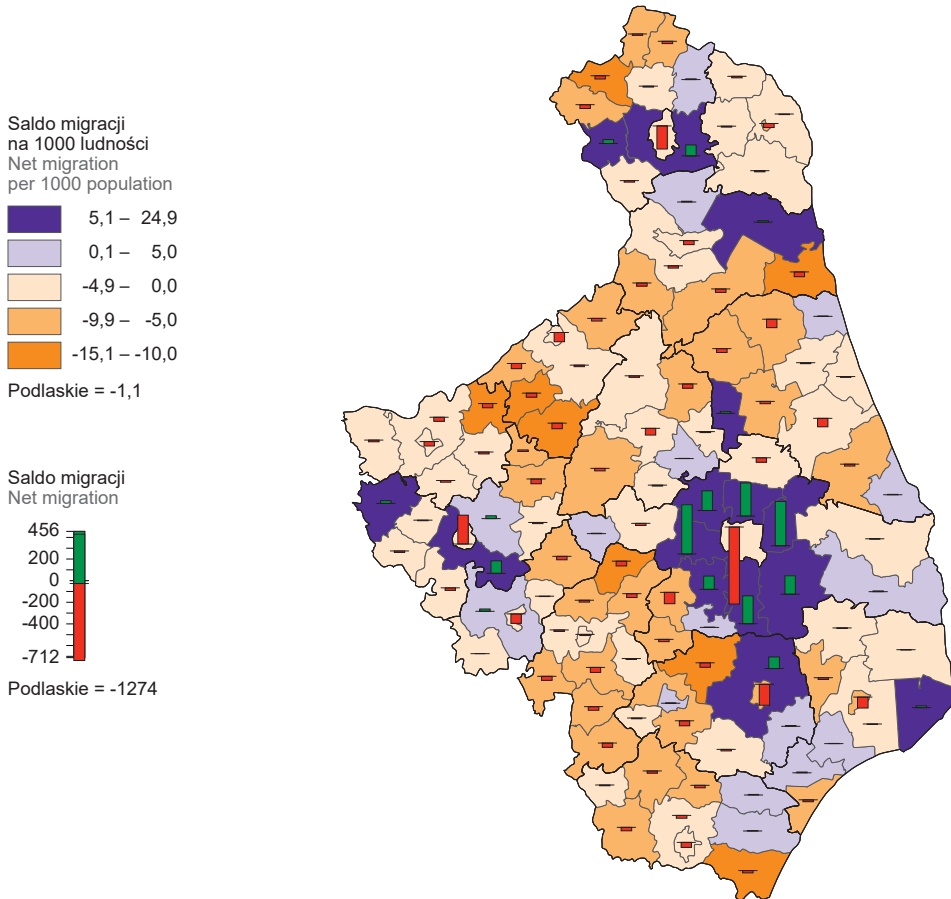 Saldo migracji
na 1000 ludności
Net migration
per 1000 population
5,1 – 24,9
0,1 – 5,0
-4,9 – 0,0
-9,9 – -5,0
-15,1 – -10,0
Podlaskie = -1,1
Saldo migracji
Net migration
456
200
0
-200
-400
-712
Podlaskie = -1274